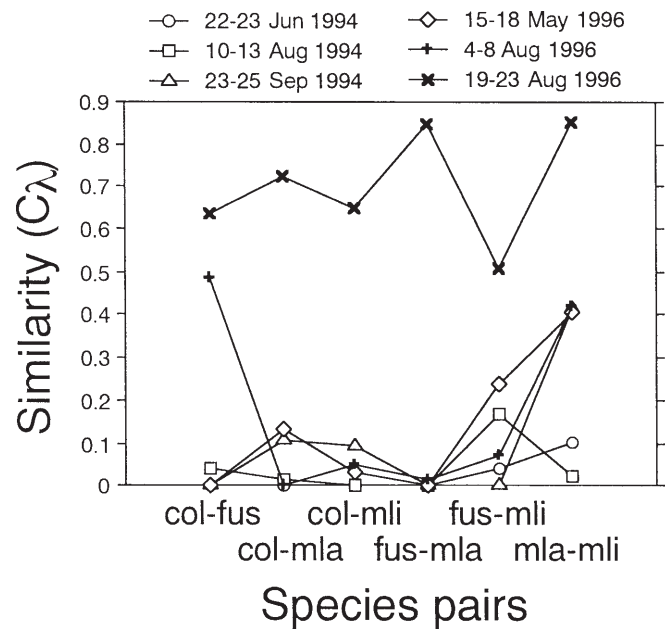 22-23 Jun 1994 15-18 May 1996
10-13 Aug 1994 4-8 Aug 1996
23-25 Sep 1994 19-23 Aug 1996
0.9
0.8
0.7
0.6
0.5
0.4
0.3
0.2
0.1
0
Similarity (Cλ)
col-fus col-mli fus-mli
col-mla fus-mla mla-mli
Species pairs